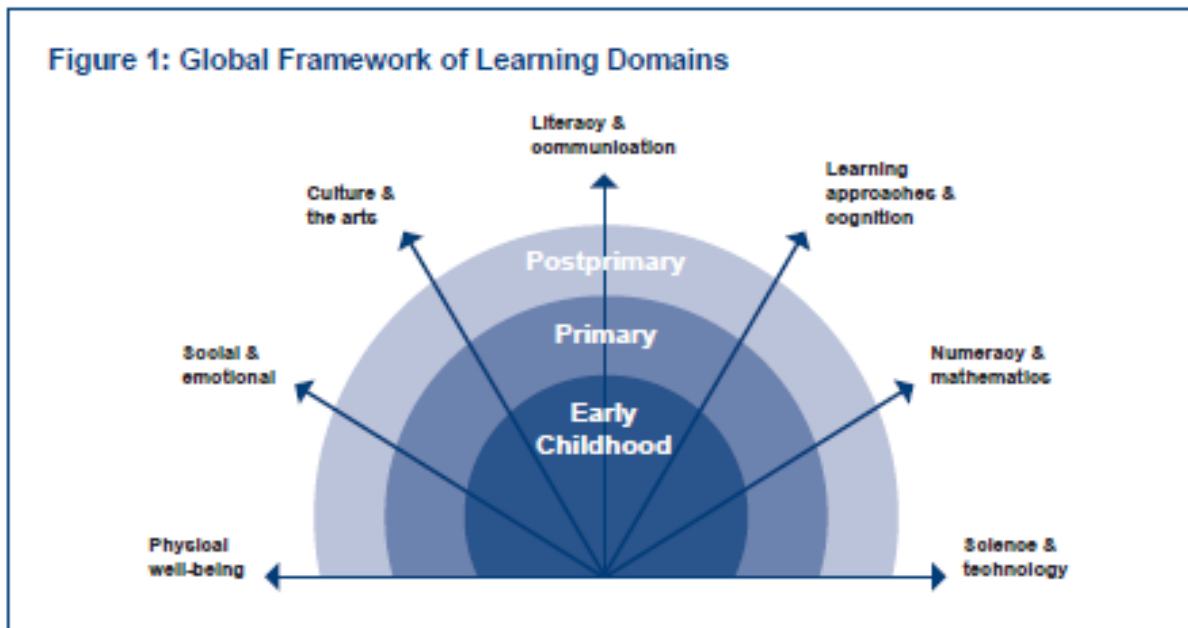 Figure 1: Global Framework of Learning Domains
Literacy &
communication
Culture &
the arts
Learning
approaches &
cognition
Postprimary
Primary
Social &
emotional
Numeracy &
mathematics
Early
Childhood
Physical
well-being
Science &
technology